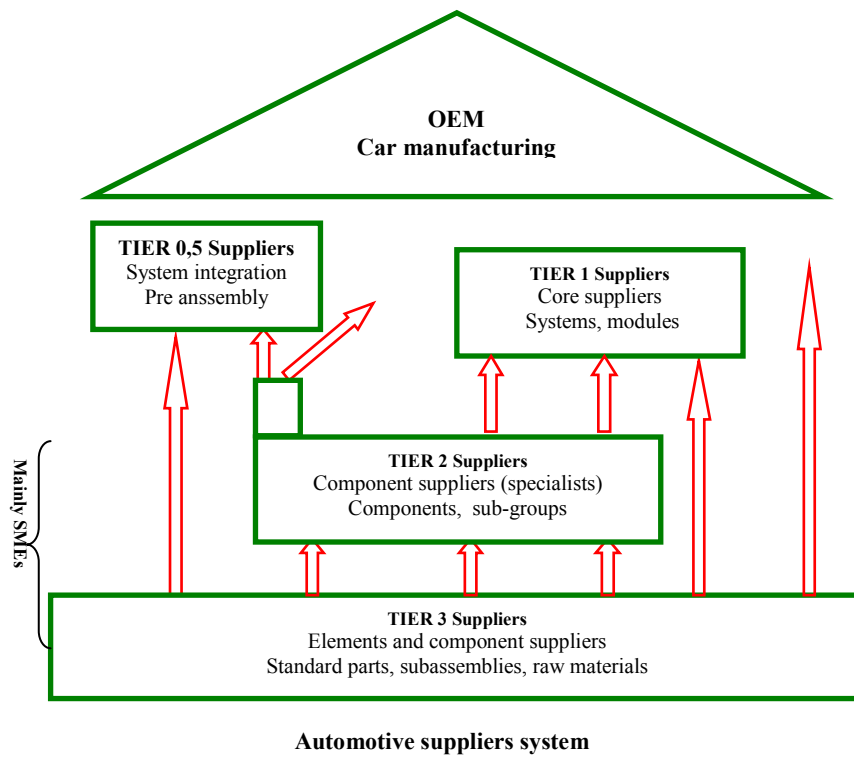 OEM
Car manufacturing
TIER 0,5 Suppliers
System integration
Pre anssembly
TIER 1 Suppliers
Core suppliers
Systems, modules
Mainly SMEs
TIER 2 Suppliers
Component suppliers (specialists)
Components, sub-groups
TIER 3 Suppliers
Elements and component suppliers
Standard parts, subassemblies, raw materials
Automotive suppliers system